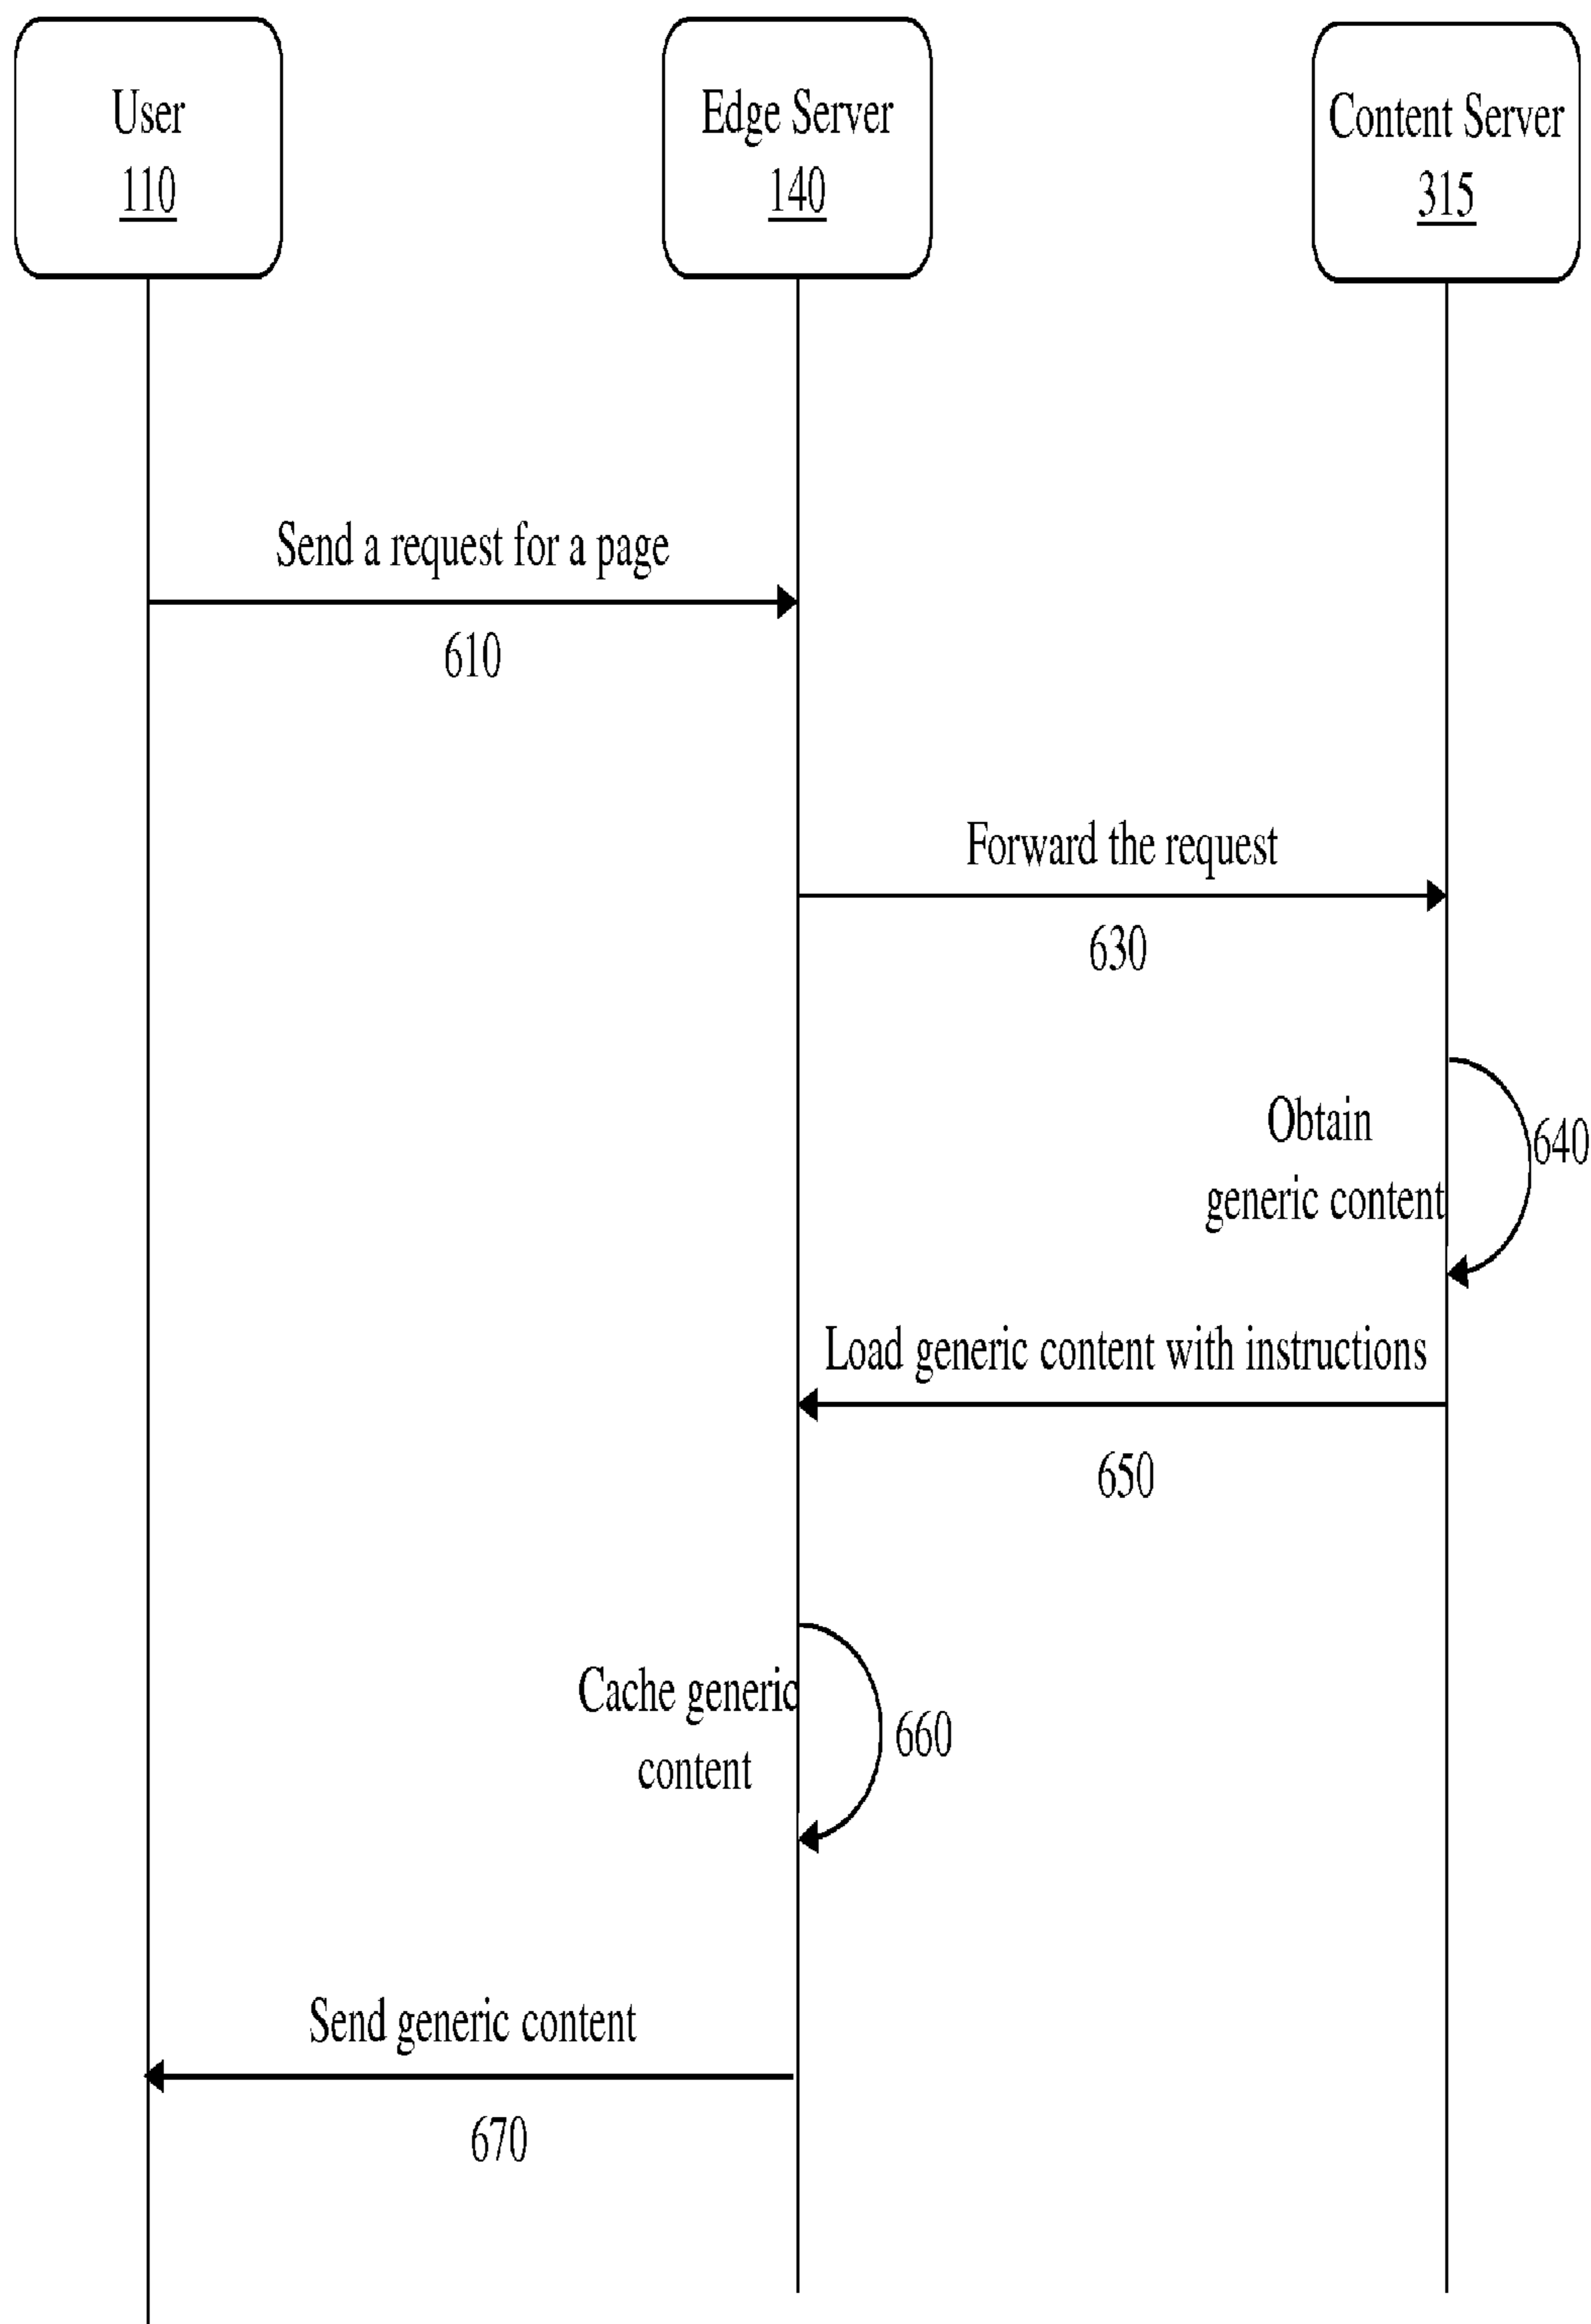 User
110
Edge Server
140
Content Server
315
Send a request for a page
610
Forward the request
630
Obtain
generic content
640
Load generic content with instructions
650
Cache generic
content
660
Send generic content
670